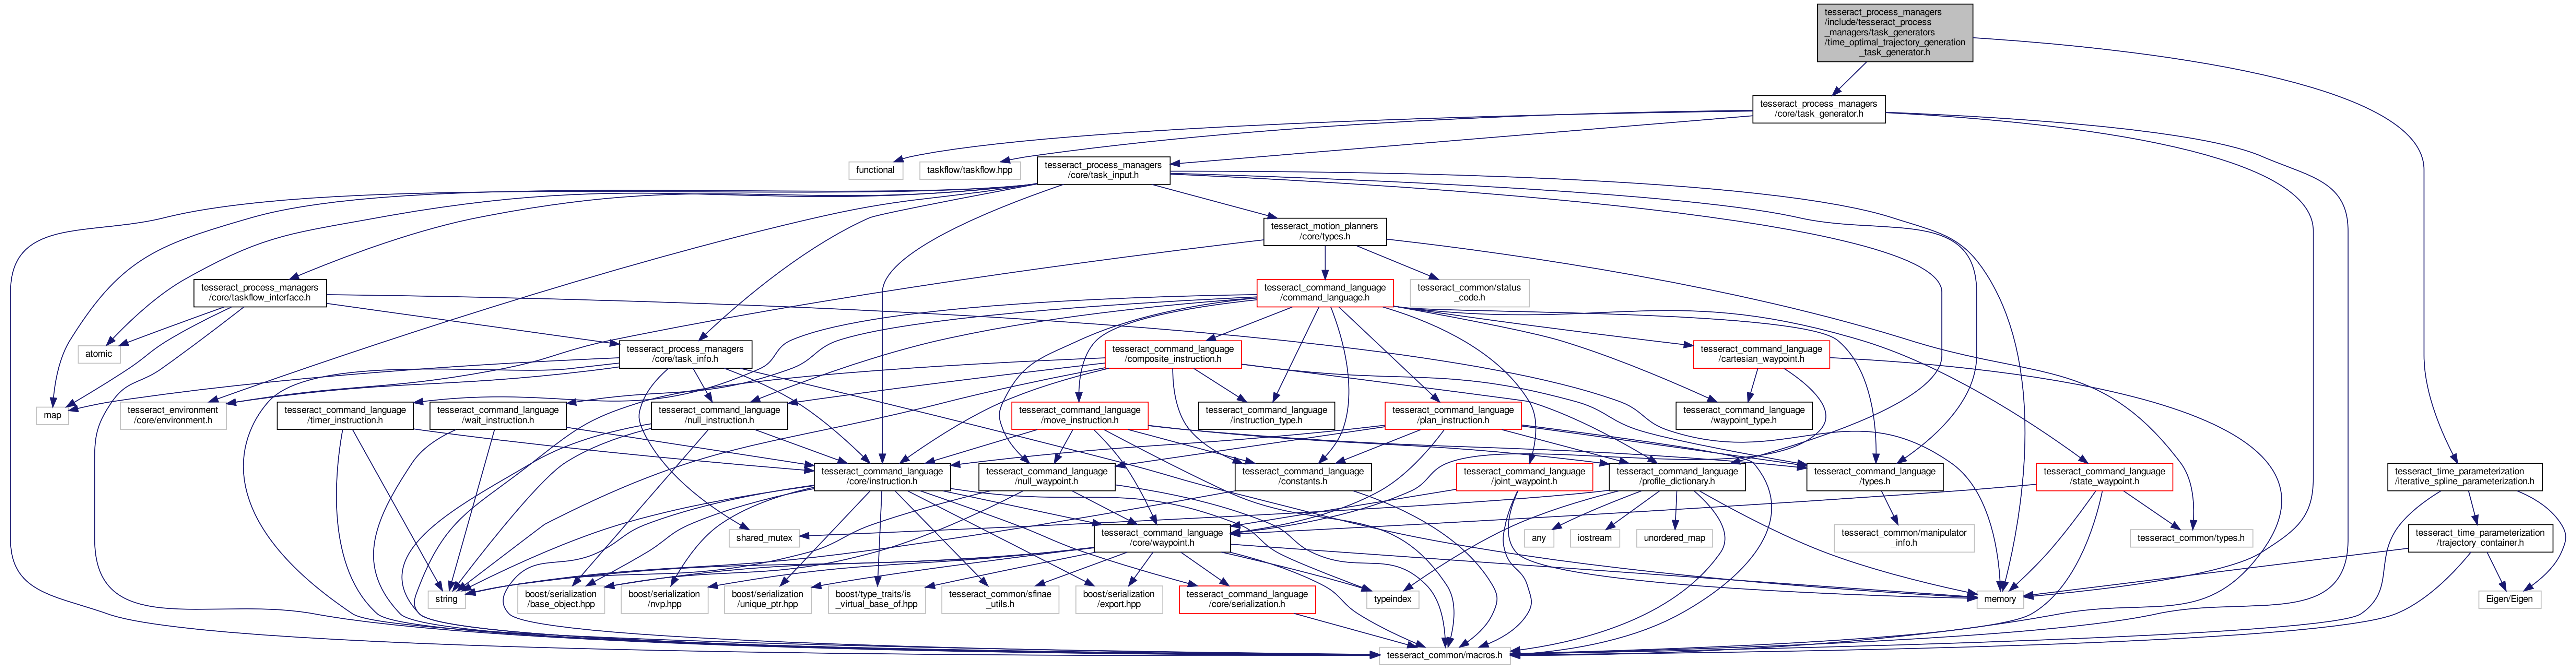 tesseract_process_managers
/include/tesseract_process
_managers/task_generators
/time_optimal_trajectory_generation
_task_generator.h
tesseract_process_managers
/core/task_generator.h
functional
taskflow/taskflow.hpp
tesseract_process_managers
/core/task_input.h
tesseract_motion_planners
/core/types.h
tesseract_process_managers
/core/taskflow_interface.h
tesseract_command_language
/command_language.h
tesseract_common/status
_code.h
atomic
tesseract_process_managers
/core/task_info.h
tesseract_command_language
/composite_instruction.h
tesseract_command_language
/cartesian_waypoint.h
map
tesseract_environment
/core/environment.h
tesseract_command_language
/timer_instruction.h
tesseract_command_language
/wait_instruction.h
tesseract_command_language
/null_instruction.h
tesseract_command_language
/move_instruction.h
tesseract_command_language
/instruction_type.h
tesseract_command_language
/plan_instruction.h
tesseract_command_language
/waypoint_type.h
tesseract_command_language
/core/instruction.h
tesseract_command_language
/null_waypoint.h
tesseract_command_language
/constants.h
tesseract_command_language
/joint_waypoint.h
tesseract_command_language
/profile_dictionary.h
tesseract_command_language
/types.h
tesseract_command_language
/state_waypoint.h
tesseract_time_parameterization
/iterative_spline_parameterization.h
shared_mutex
tesseract_command_language
/core/waypoint.h
any
iostream
unordered_map
tesseract_common/manipulator
_info.h
tesseract_common/types.h
tesseract_time_parameterization
/trajectory_container.h
string
boost/serialization
/base_object.hpp
boost/serialization
/nvp.hpp
boost/serialization
/unique_ptr.hpp
boost/type_traits/is
_virtual_base_of.hpp
tesseract_common/sfinae
_utils.h
boost/serialization
/export.hpp
tesseract_command_language
/core/serialization.h
typeindex
memory
Eigen/Eigen
tesseract_common/macros.h